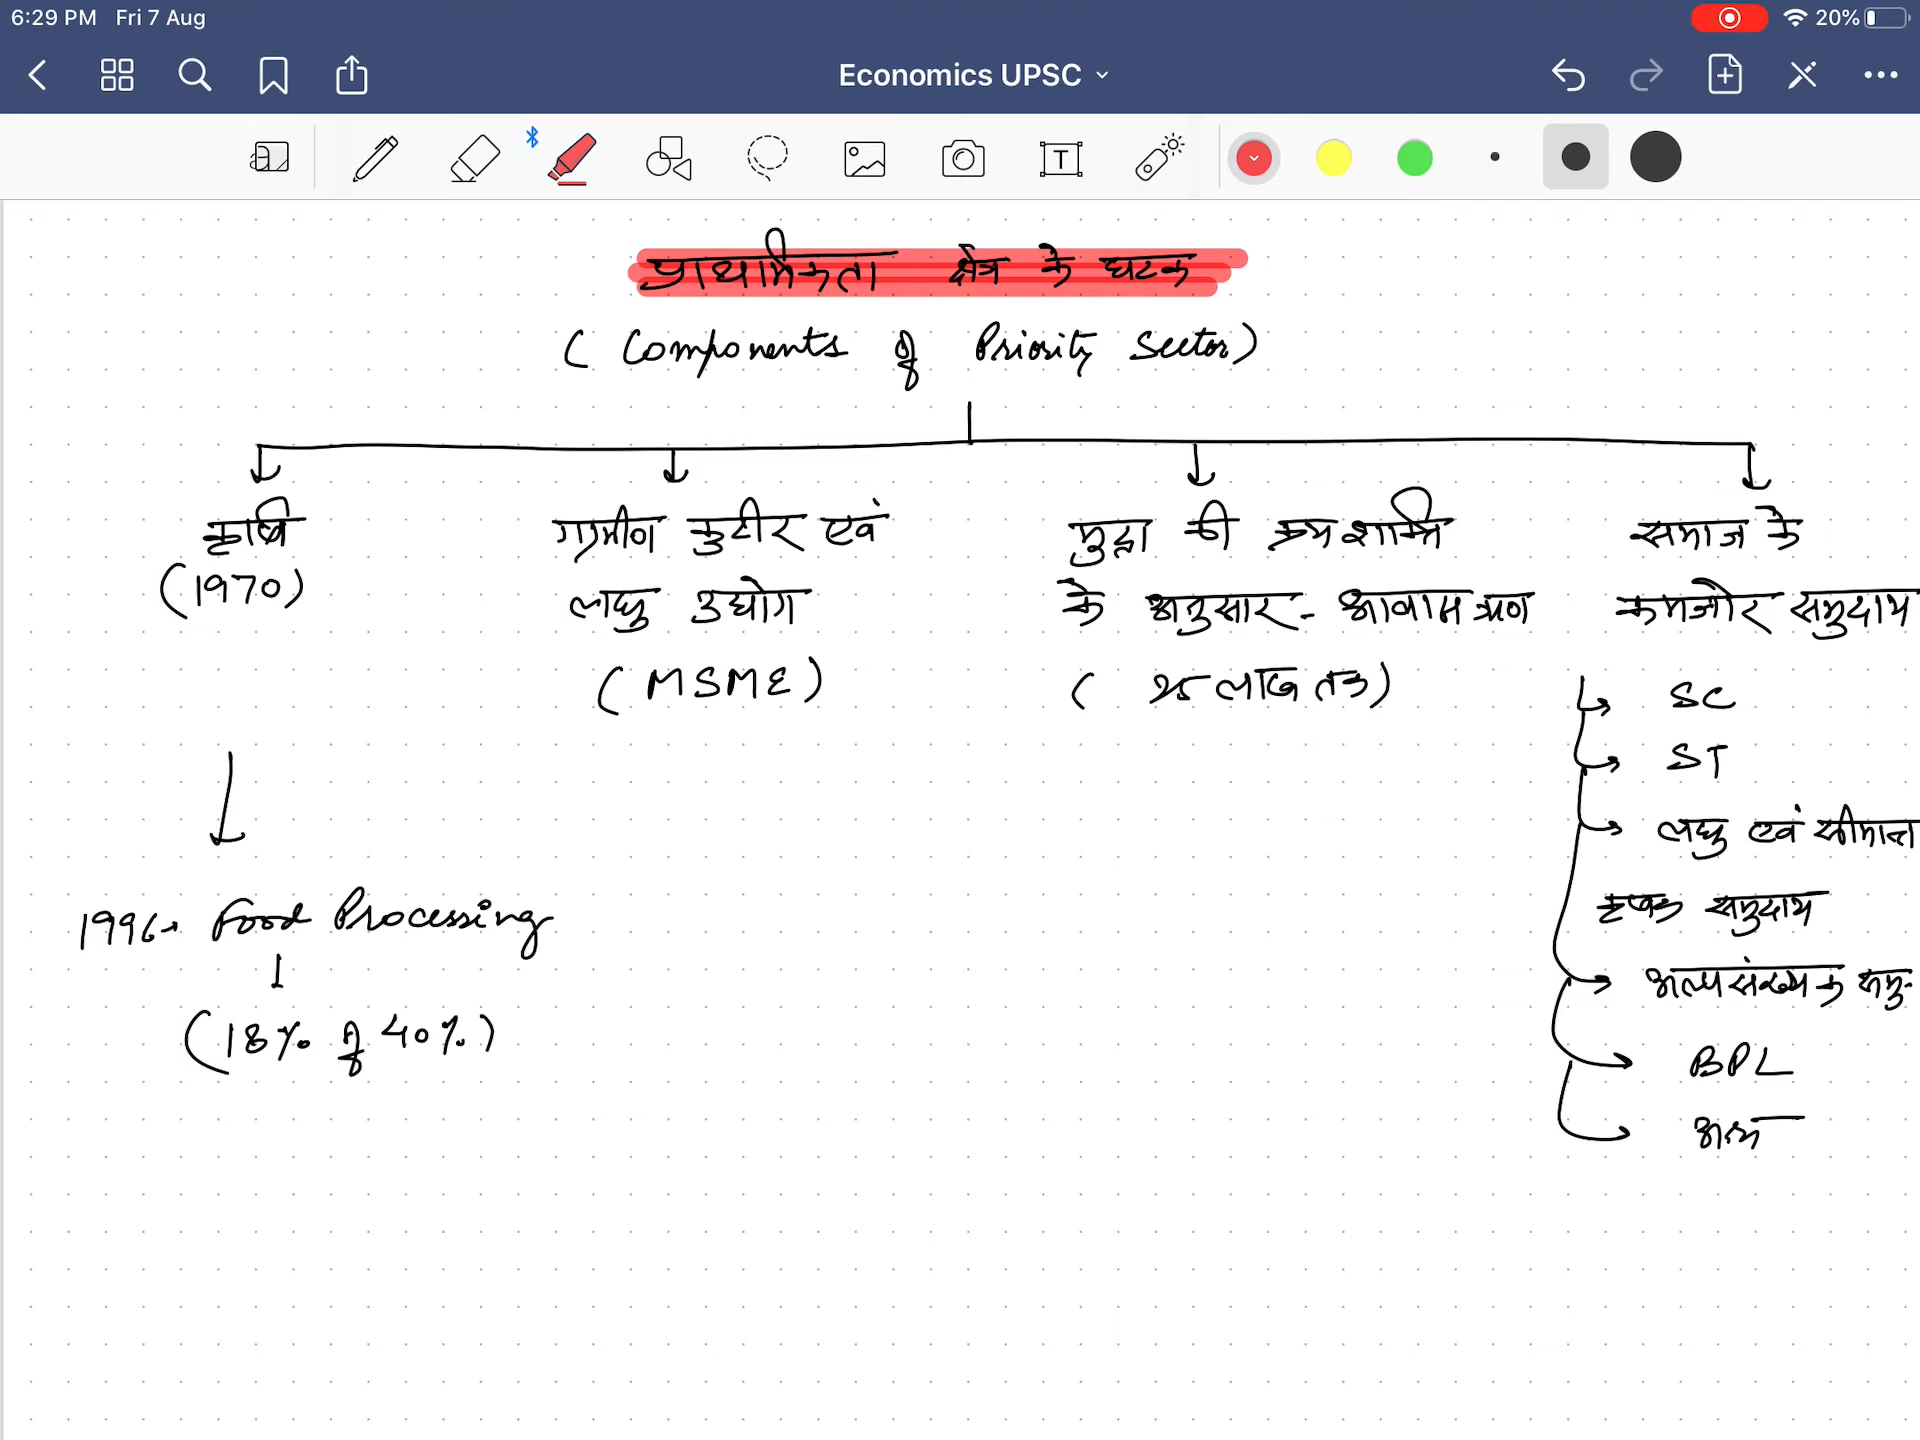 6:29 PM Fri 7 Aug
20%
Economics UPSC
प्राथमिकता क्षेत्र के घटक
( Components of Priority Sector)
कृषि
(1970)
ग्रामीण कुटीर एवं
लघु उद्योग
( MSME )
मुद्रा की क्रय शक्ति
के अनुसार - आवास ऋण
( 25 लाख तक)
समाज के
कमजोर समुदाय
SC
ST
लघु एवं सीमान्त
कृषक समुदाय
अल्पसंख्यक समु-
BPL
अन्य
1996 → Food Processing
(18% of 40%)